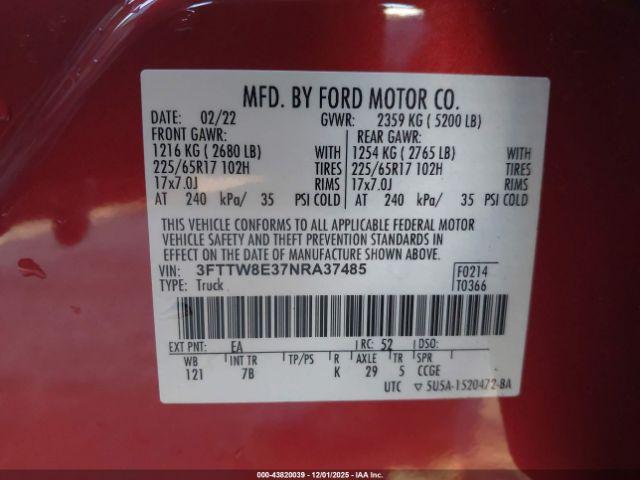 MFD. BY FORD MOTOR CO.
DATE: 02/22 GVWR: 2359 KG ( 5200 LB)
FRONT GAWR: REAR GAWR:
1216 KG ( 2680 LB) WITH 1254 KG ( 2765 LB) WITH
225/65R17 102H TIRES 225/65R17 102H TIRES
17x7.0J RIMS 17x7.0J RIMS
AT 240 kPa/ 35 PSI COLD AT 240 kPa/ 35 PSI COLD
THIS VEHICLE CONFORMS TO ALL APPLICABLE FEDERAL MOTOR
VEHICLE SAFETY AND THEFT PREVENTION STANDARDS IN
EFFECT ON THE DATE OF MANUFACTURE SHOWN ABOVE.
VIN: 3FTTW8E37NRA37485 F0214
TYPE: Truck T0366
EXT PNT: EA RC: 52 DSO:
WB INT TR TP/PS R AXLE TR SPR
121 7B K 29 5 CCGE
UTC ▽ 5U5A-1520472-BA
000-43820039 - 12/01/2025 - IAAI.CA